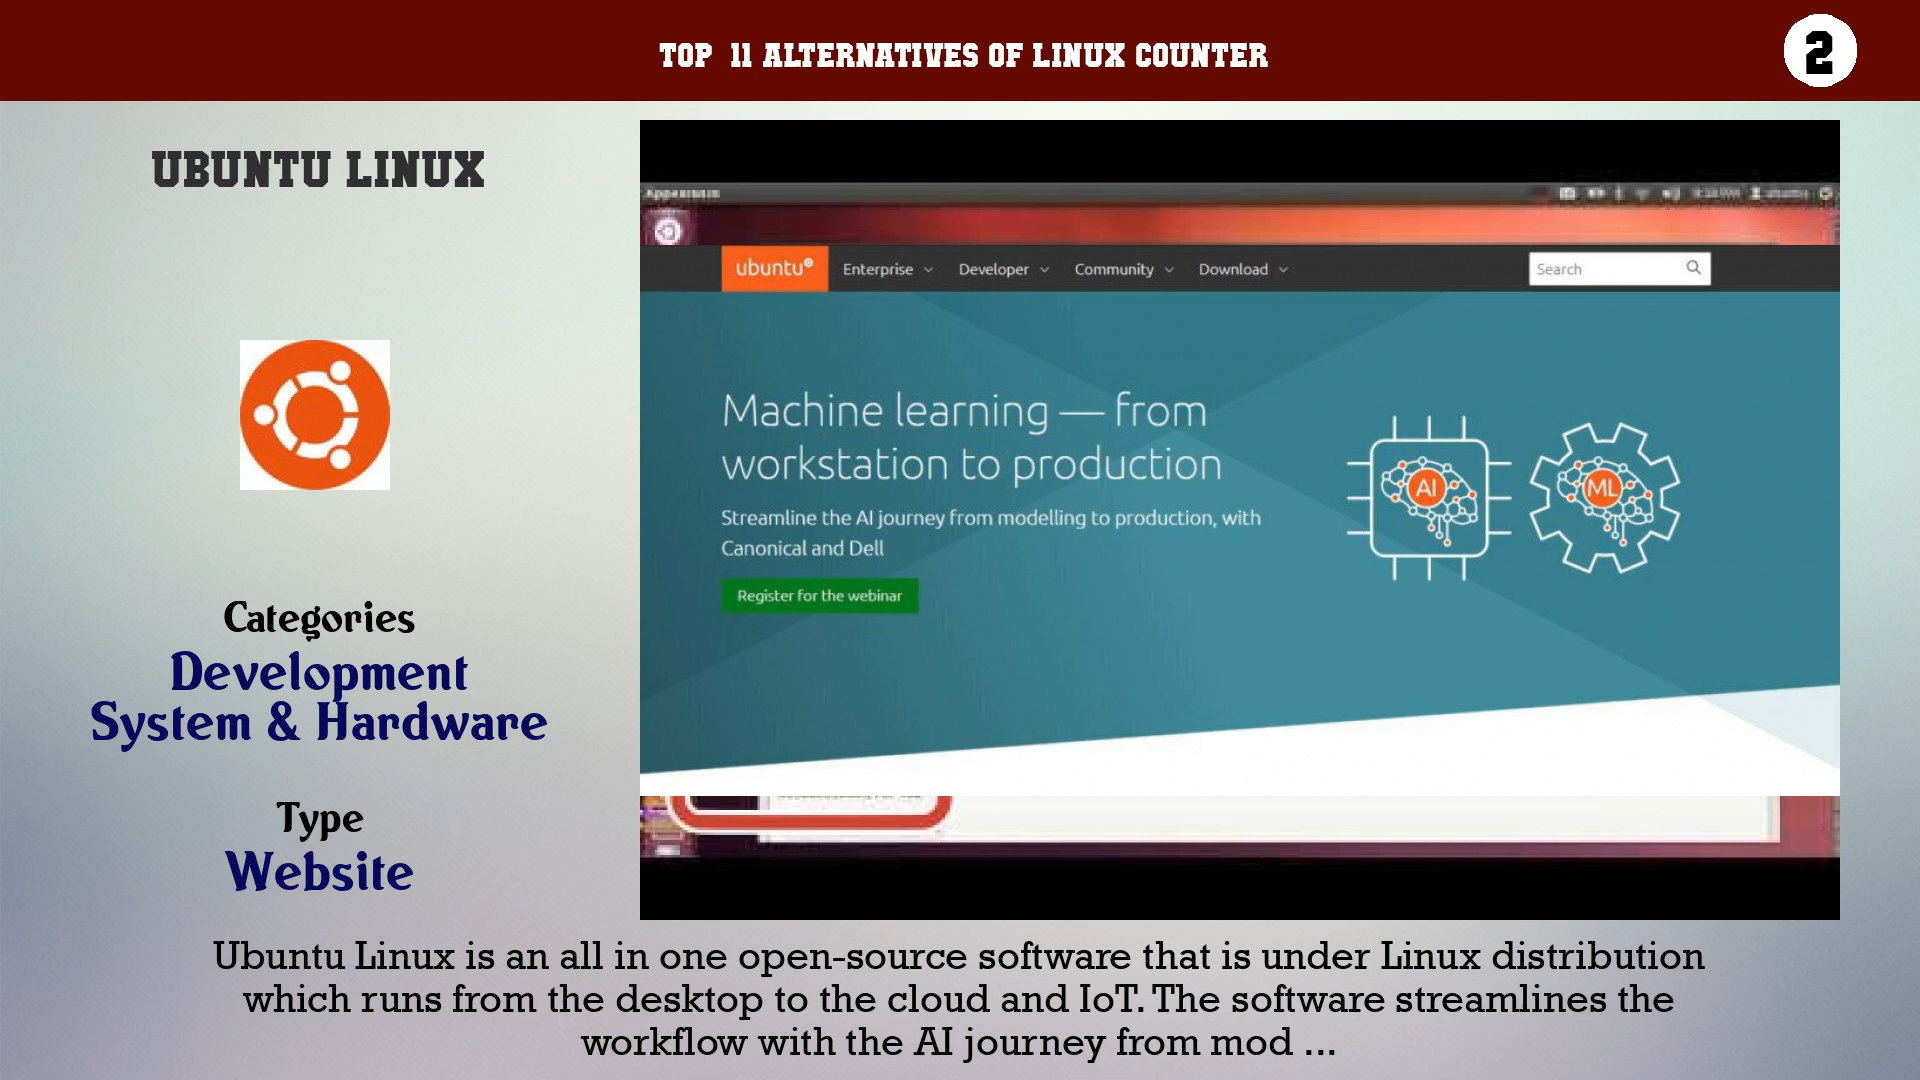 TOP 11 ALTERNATIVES OF LINUX COUNTER
2
UBUNTU LINUX
Categories
Development
System & Hardware
Type
Website
ubuntu
Enterprise
Developer
Community
Download
Search
Machine learning — from
workstation to production
Streamline the AI journey from modelling to production, with
Canonical and Dell
Register for the webinar
AI
ML
Ubuntu Linux is an all in one open-source software that is under Linux distribution
which runs from the desktop to the cloud and IoT. The software streamlines the
workflow with the AI journey from mod ...